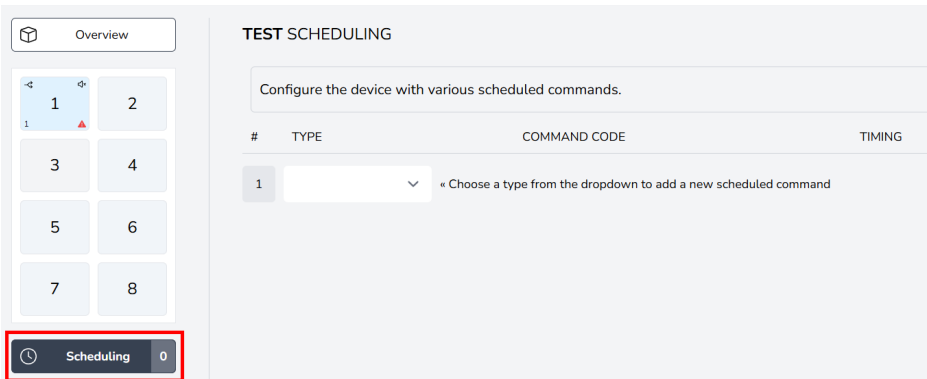 Overview
TEST SCHEDULING
Configure the device with various scheduled commands.
# TYPE COMMAND CODE TIMING
1 « Choose a type from the dropdown to add a new scheduled command
1
1
2
3
4
5
6
7
8
Scheduling 0